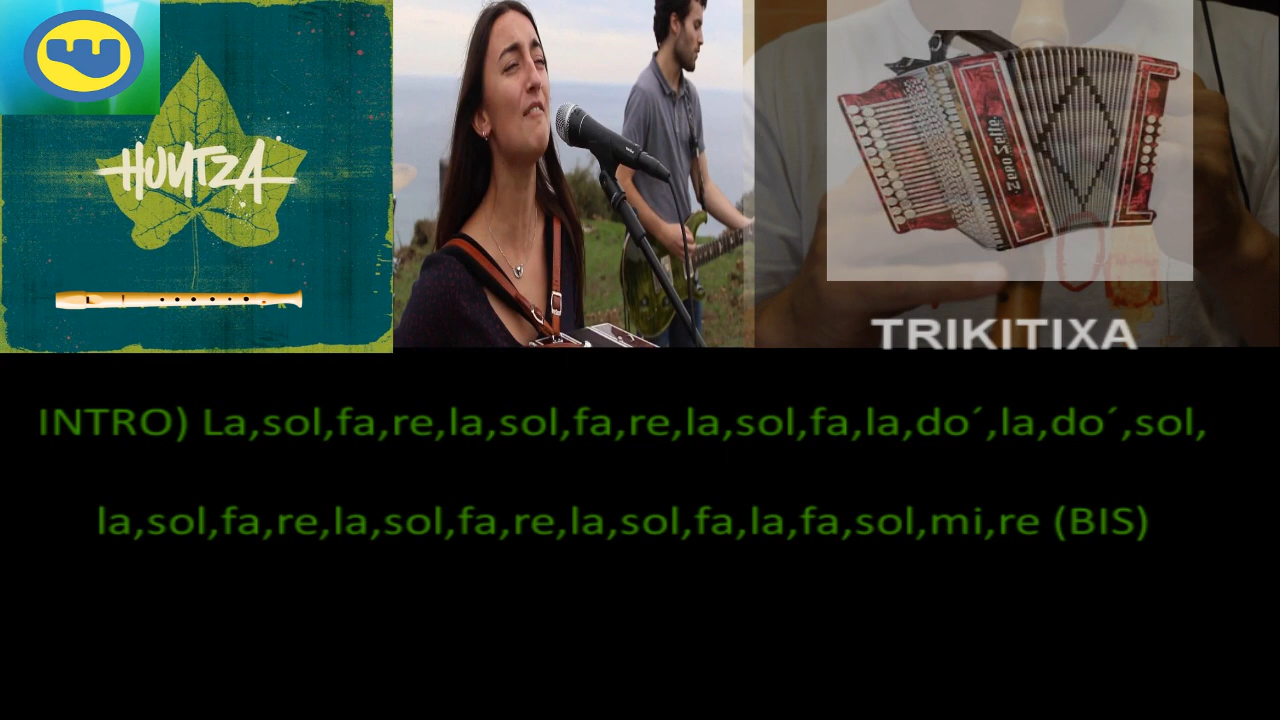 HUNTZA
Zero Sette
TRIKITIXA
INTRO) La,sol,fa,re,la,sol,fa,re,la,sol,fa,la,do´,la,do´,sol,
la,sol,fa,re,la,sol,fa,re,la,sol,fa,la,fa,sol,mi,re (BIS)